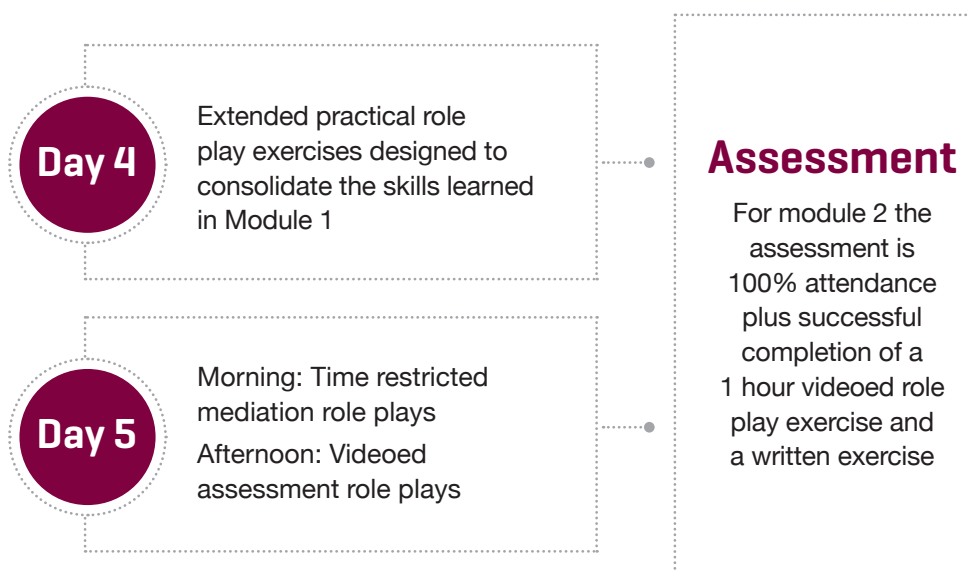 Day 4
Extended practical role
play exercises designed to
consolidate the skills learned
in Module 1
Day 5
Morning: Time restricted
mediation role plays
Afternoon: Videoed
assessment role plays
Assessment
For module 2 the
assessment is
100% attendance
plus successful
completion of a
1 hour videoed role
play exercise and
a written exercise